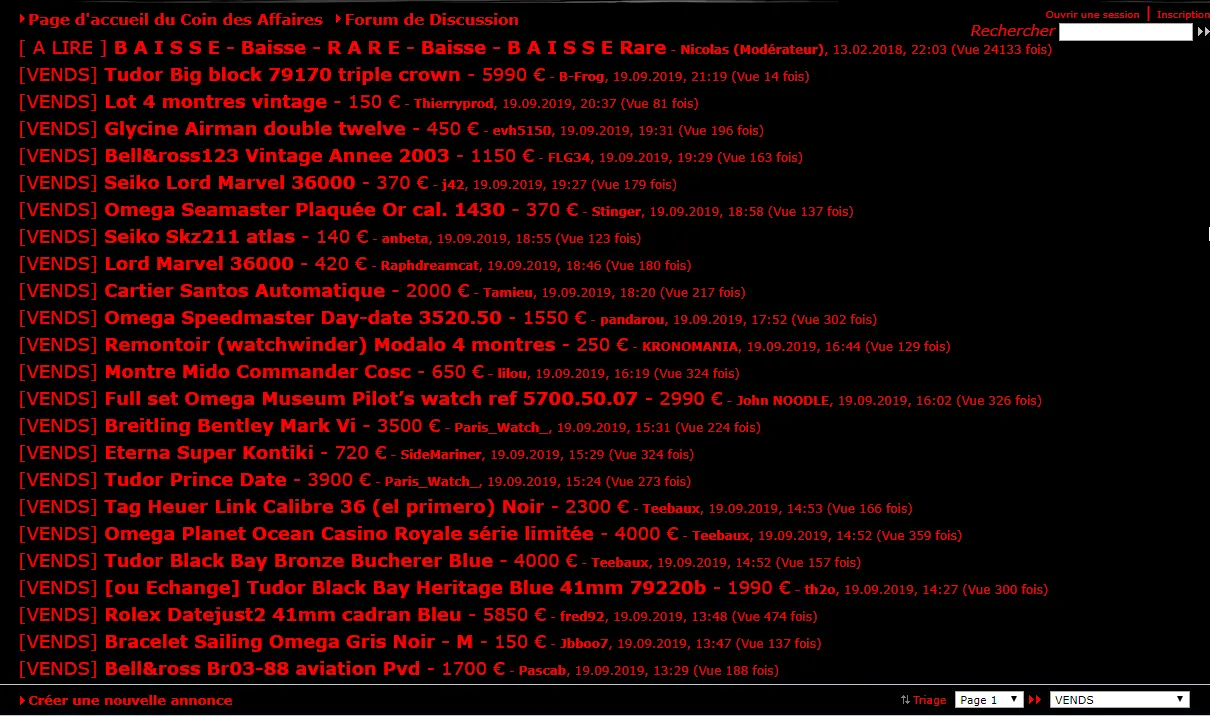 Page d'accueil du Coin des Affaires Forum de Discussion
Ouvrir une session | Inscription
Rechercher
[ A LIRE ] B A I S S E - Baisse - R A R E - Baisse - B A I S S E Rare - Nicolas (Modérateur), 13.02.2018, 22:03 (Vue 24133 fois)
[VENDS] Tudor Big block 79170 triple crown - 5990 € - B-Frog, 19.09.2019, 21:19 (Vue 14 fois)
[VENDS] Lot 4 montres vintage - 150 € - Thierryprod, 19.09.2019, 20:37 (Vue 81 fois)
[VENDS] Glycine Airman double twelve - 450 € - evh5150, 19.09.2019, 19:31 (Vue 196 fois)
[VENDS] Bell&ross123 Vintage Annee 2003 - 1150 € - FLG34, 19.09.2019, 19:29 (Vue 163 fois)
[VENDS] Seiko Lord Marvel 36000 - 370 € - j42, 19.09.2019, 19:27 (Vue 179 fois)
[VENDS] Omega Seamaster Plaquée Or cal. 1430 - 370 € - Stinger, 19.09.2019, 18:58 (Vue 137 fois)
[VENDS] Seiko Skz211 atlas - 140 € - anbeta, 19.09.2019, 18:55 (Vue 123 fois)
[VENDS] Lord Marvel 36000 - 420 € - Raphdreamcat, 19.09.2019, 18:46 (Vue 180 fois)
[VENDS] Cartier Santos Automatique - 2000 € - Tamieu, 19.09.2019, 18:20 (Vue 217 fois)
[VENDS] Omega Speedmaster Day-date 3520.50 - 1550 € - pandarou, 19.09.2019, 17:52 (Vue 302 fois)
[VENDS] Remontoir (watchwinder) Modalo 4 montres - 250 € - KRONOMANIA, 19.09.2019, 16:44 (Vue 129 fois)
[VENDS] Montre Mido Commander Cosc - 650 € - lilou, 19.09.2019, 16:19 (Vue 324 fois)
[VENDS] Full set Omega Museum Pilot’s watch ref 5700.50.07 - 2990 € - John NOODLE, 19.09.2019, 16:02 (Vue 326 fois)
[VENDS] Breitling Bentley Mark Vi - 3500 € - Paris_Watch_, 19.09.2019, 15:31 (Vue 224 fois)
[VENDS] Eterna Super Kontiki - 720 € - SideMariner, 19.09.2019, 15:29 (Vue 324 fois)
[VENDS] Tudor Prince Date - 3900 € - Paris_Watch_, 19.09.2019, 15:24 (Vue 273 fois)
[VENDS] Tag Heuer Link Calibre 36 (el primero) Noir - 2300 € - Teebaux, 19.09.2019, 14:53 (Vue 166 fois)
[VENDS] Omega Planet Ocean Casino Royale série limitée - 4000 € - Teebaux, 19.09.2019, 14:52 (Vue 359 fois)
[VENDS] Tudor Black Bay Bronze Bucherer Blue - 4000 € - Teebaux, 19.09.2019, 14:52 (Vue 157 fois)
[VENDS] [ou Echange] Tudor Black Bay Heritage Blue 41mm 79220b - 1990 € - th2o, 19.09.2019, 14:27 (Vue 300 fois)
[VENDS] Rolex Datejust2 41mm cadran Bleu - 5850 € - fred92, 19.09.2019, 13:48 (Vue 474 fois)
[VENDS] Bracelet Sailing Omega Gris Noir - M - 150 € - Jbboo7, 19.09.2019, 13:47 (Vue 137 fois)
[VENDS] Bell&ross Br03-88 aviation Pvd - 1700 € - Pascab, 19.09.2019, 13:29 (Vue 188 fois)
Créer une nouvelle annonce Triage Page 1 VENDS